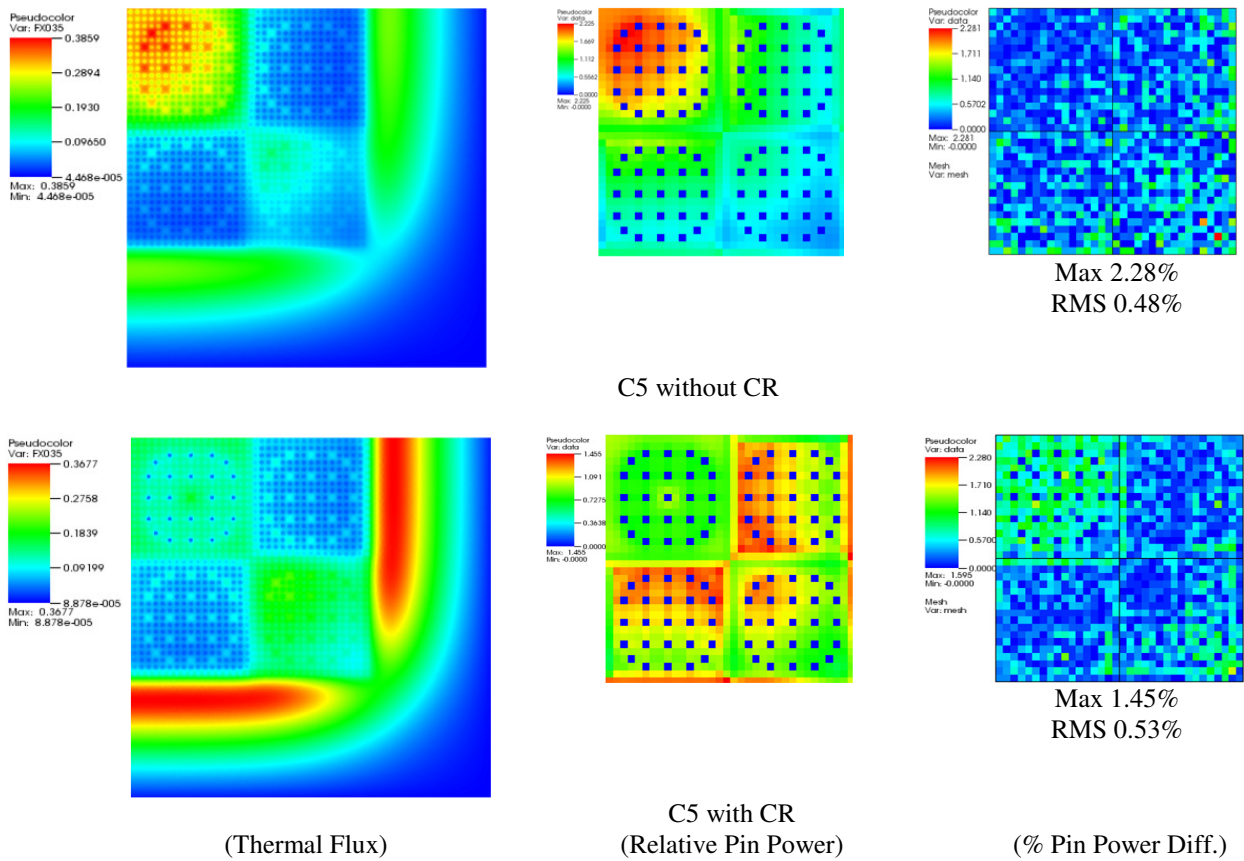 Pseudocolor
Var: FX035
0.3859
0.2894
0.1930
0.09650
4.468e-005
Max: 0.3859
Min: 4.468e-005
Pseudocolor
Var: data
2.225
1.669
1.112
0.5562
0.0000
Max: 2.225
Min: -0.0000
Pseudocolor
Var: data
2.281
1.711
1.140
0.5702
0.0000
Max: 2.281
Min: -0.0000
Mesh
Var: mesh
Max 2.28%
RMS 0.48%
C5 without CR
Pseudocolor
Var: FX035
0.3677
0.2758
0.1839
0.09199
8.878e-005
Max: 0.3677
Min: 8.878e-005
Pseudocolor
Var: data
1.455
1.091
0.7275
0.3638
0.0000
Max: 1.455
Min: -0.0000
Pseudocolor
Var: data
2.280
1.710
1.140
0.5700
0.0000
Max: 1.595
Min: -0.0000
Mesh
Var: mesh
Max 1.45%
RMS 0.53%
C5 with CR
(Thermal Flux)
(Relative Pin Power)
(% Pin Power Diff.)